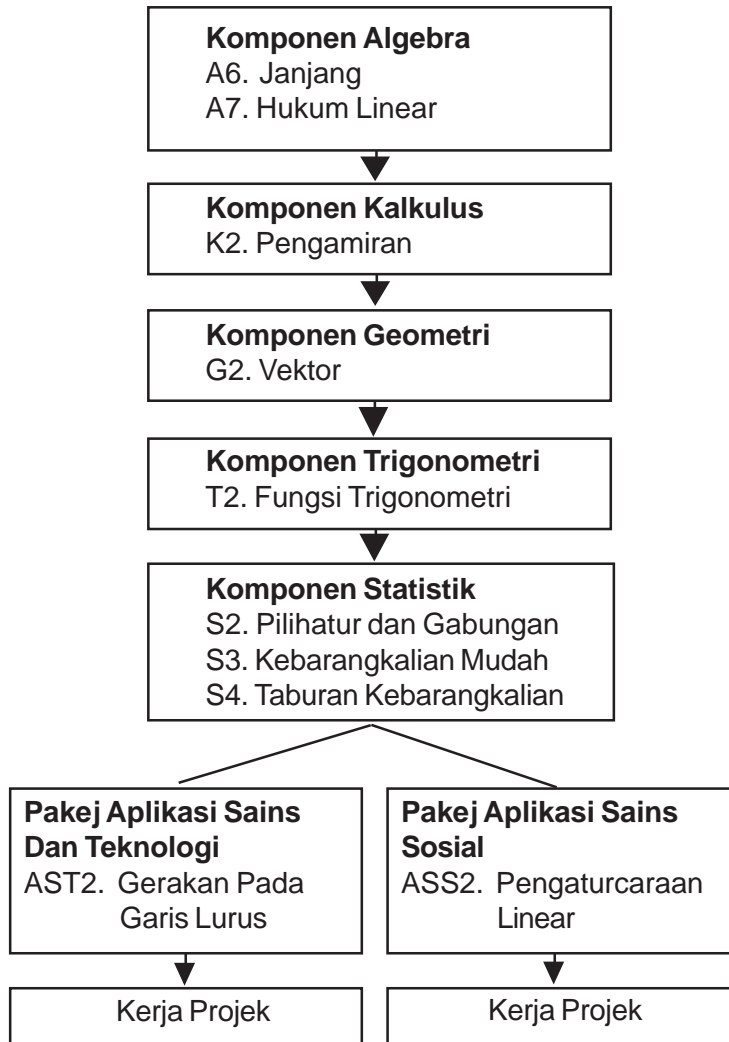 Komponen Algebra
A6. Janjang
A7. Hukum Linear
Komponen Kalkulus
K2. Pengamiran
Komponen Geometri
G2. Vektor
Komponen Trigonometri
T2. Fungsi Trigonometri
Komponen Statistik
S2. Pilihatur dan Gabungan
S3. Kebarangkalian Mudah
S4. Taburan Kebarangkalian
Pakej Aplikasi Sains
Dan Teknologi
AST2. Gerakan Pada
Garis Lurus
Pakej Aplikasi Sains
Sosial
ASS2. Pengaturcaraan
Linear
Kerja Projek
Kerja Projek